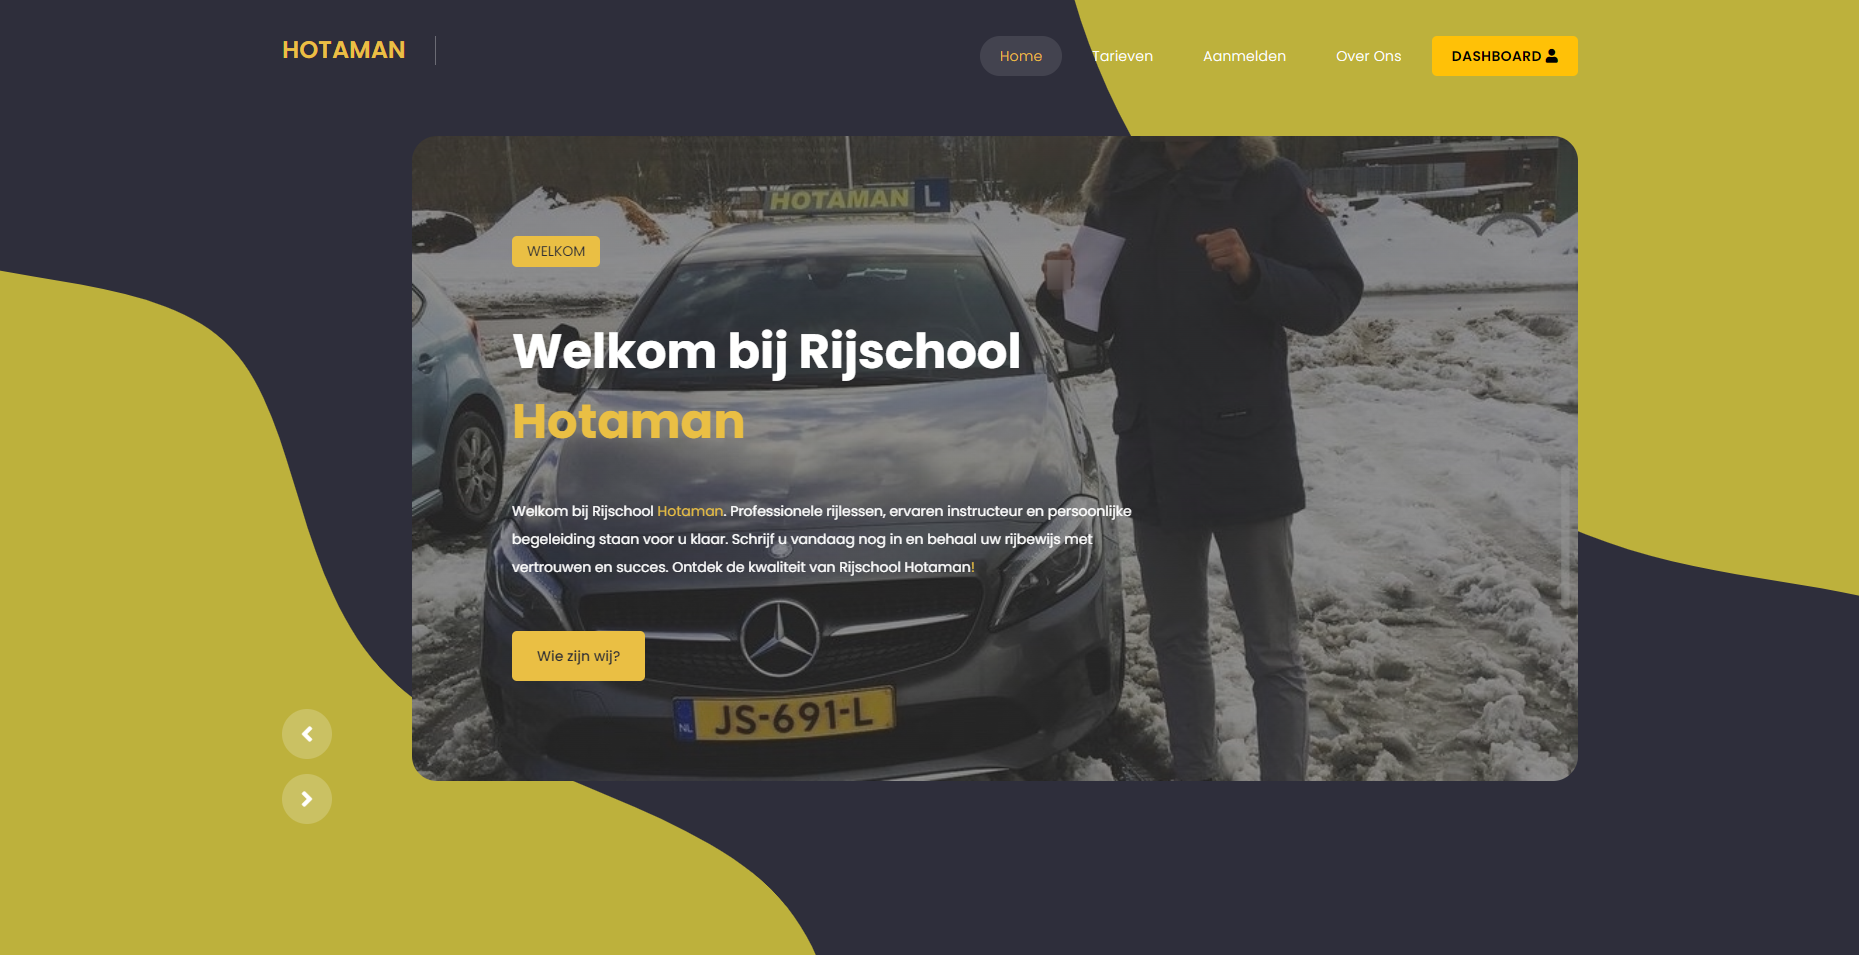 HOTAMAN
Home
Tarieven
Aanmelden
Over Ons
DASHBOARD
HOTAMAN L
WELKOM
Welkom bij Rijschool
Hotaman
Welkom bij Rijschool Hotaman. Professionele rijlessen, ervaren instructeur en persoonlijke
begeleiding staan voor u klaar. Schrijf u vandaag nog in en behaal uw rijbewijs met
vertrouwen en succes. Ontdek de kwaliteit van Rijschool Hotaman!
Wie zijn wij?
NL JS-691-L